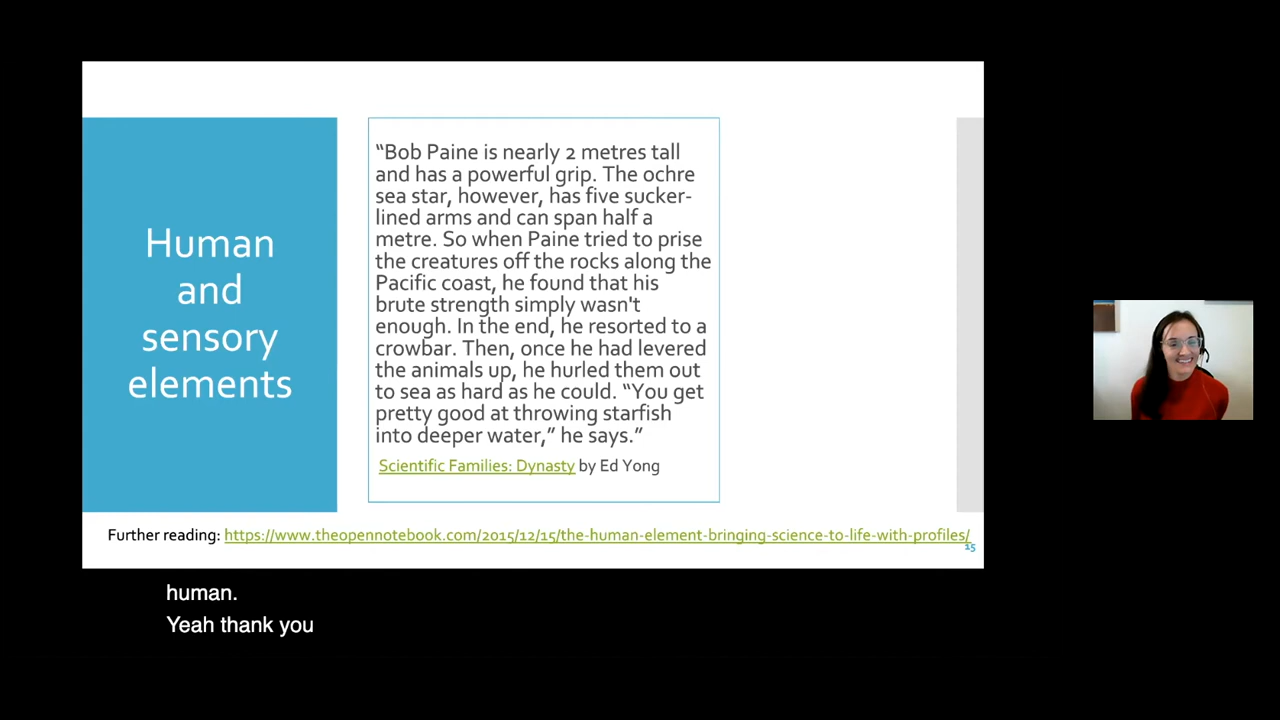 Human
and
sensory
elements
“Bob Paine is nearly 2 metres tall
and has a powerful grip. The ochre
sea star, however, has five sucker-
lined arms and can span half a
metre. So when Paine tried to prise
the creatures off the rocks along the
Pacific coast, he found that his
brute strength simply wasn't
enough. In the end, he resorted to a
crowbar. Then, once he had levered
the animals up, he hurled them out
to sea as hard as he could. “You get
pretty good at throwing starfish
into deeper water,” he says.”
Scientific Families: Dynasty by Ed Yong
Further reading: https://www.theopennotebook.com/2015/12/15/the-human-element-bringing-science-to-life-with-profiles/
15
human.
Yeah thank you